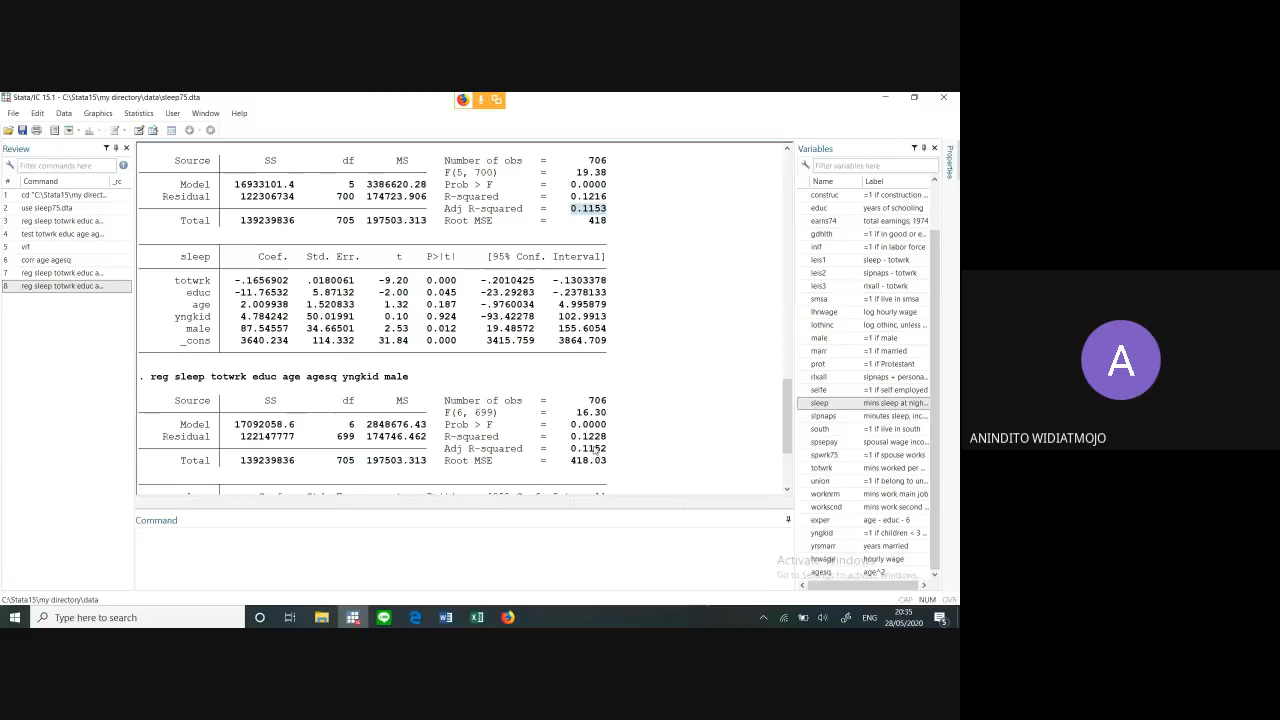 Stata/IC 15.1 - C:\Stata15\my directory\data\sleep75.dta
File Edit Data Graphics Statistics User Window Help
Review
Filter commands here
# Command _rc
1 cd "C:\Stata15\my direct...
2 use sleep75.dta
3 reg sleep totwrk educ a...
4 test totwrk educ age ag...
5 vif
6 corr age agesq
7 reg sleep totwrk educ a...
8 reg sleep totwrk educ a...
Source SS df MS Number of obs = 706
F(5, 700) = 19.38
Model 16933101.4 5 3386620.28 Prob > F = 0.0000
Residual 122306734 700 174723.906 R-squared = 0.1216
Adj R-squared = 0.1153
Total 139239836 705 197503.313 Root MSE = 418
sleep Coef. Std. Err. t P>|t| [95% Conf. Interval]
totwrk -.1656902 .0180061 -9.20 0.000 -.2010425 -.1303378
educ -11.76532 5.87132 -2.00 0.045 -23.29283 -.2378133
age 2.009938 1.520833 1.32 0.187 -.9760034 4.995879
yngkid 4.784242 50.01991 0.10 0.924 -93.42278 102.9913
male 87.54557 34.66501 2.53 0.012 19.48572 155.6054
_cons 3640.234 114.332 31.84 0.000 3415.759 3864.709
. reg sleep totwrk educ age agesq yngkid male
Source SS df MS Number of obs = 706
F(6, 699) = 16.30
Model 17092058.6 6 2848676.43 Prob > F = 0.0000
Residual 122147777 699 174746.462 R-squared = 0.1228
Adj R-squared = 0.1152
Total 139239836 705 197503.313 Root MSE = 418.03
Command
Variables
Filter variables here
Name Label
construc =1 if construction
educ years of schooling
earns74 total earnings, 1974
gdhlth =1 if in good or e...
inlf =1 if in labor force
leis1 sleep - totwrk
leis2 slpnaps - totwrk
leis3 rlxall - totwrk
smsa =1 if live in smsa
lhrwage log hourly wage
lothinc log othinc, unless
male =1 if male
marr =1 if married
prot =1 if Protestant
rlxall slpnaps + persona...
selfe =1 if self employed
sleep mins sleep at nigh...
slpnaps minutes sleep, inc...
south =1 if live in south
spsepay spousal wage inco...
spwrk75 =1 if spouse works
totwrk mins worked per ...
union =1 if belong to un...
worknrm mins work main job
workscnd mins work second ...
exper age - educ - 6
yngkid =1 if children < 3 ...
yrsmarr years married
hrwage hourly wage
agesq age^2
Properties
Activate Windows
Go to Settings to activate Windows.
C:\Stata15\my directory\data
CAP NUM OVR
Type here to search
ENG
20:35
28/05/2020
5
A
ANINDITO WIDIATMOJO